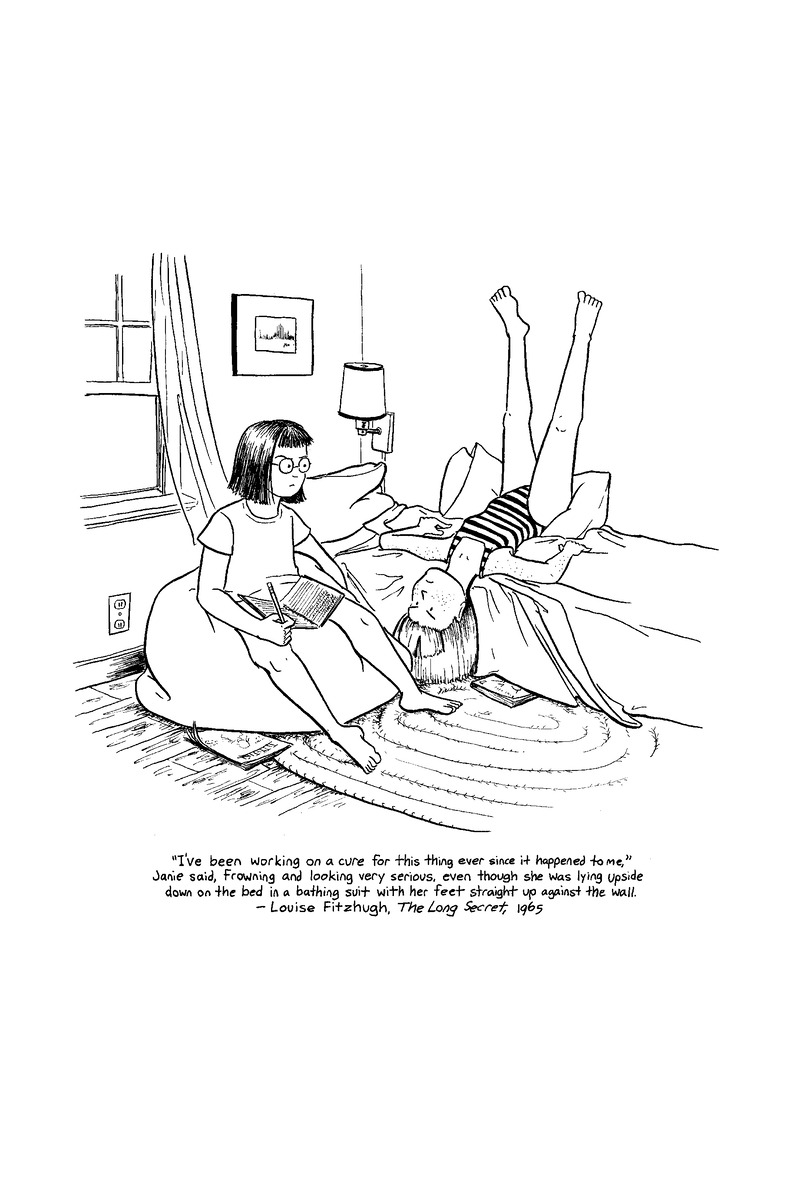 "I've been working on a cure for this thing ever since it happened to me,"
Janie said, frowning and looking very serious, even though she was lying upside
down on the bed in a bathing suit with her feet straight up against the wall.
– Louise Fitzhugh, The Long Secret, 1965